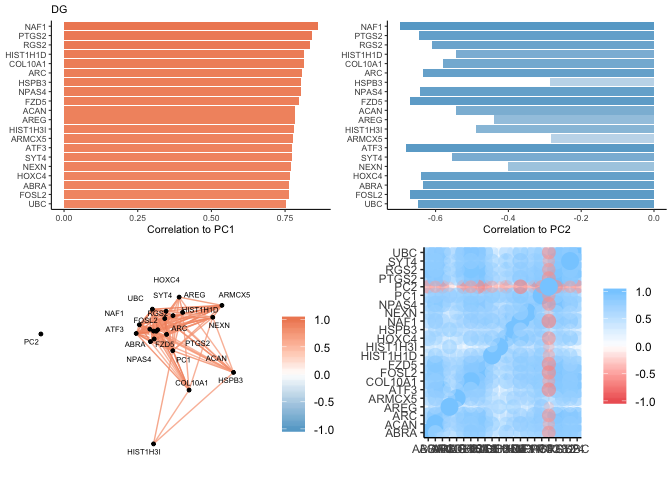 DG
NAF1
PTGS2
RGS2
HIST1H1D
COL10A1
ARC
HSPB3
NPAS4
FZD5
ACAN
AREG
HIST1H3I
ARMCX5
ATF3
SYT4
NEXN
HOXC4
ABRA
FOSL2
UBC
0.00 0.25 0.50 0.75
Correlation to PC1
NAF1
PTGS2
RGS2
HIST1H1D
COL10A1
ARC
HSPB3
NPAS4
FZD5
ACAN
AREG
HIST1H3I
ARMCX5
ATF3
SYT4
NEXN
HOXC4
ABRA
FOSL2
UBC
-0.6 -0.4 -0.2 0.0
Correlation to PC2
HOXC4
UBC SYT4 AREG ARMCX5
NAF1 RGS2 HIST1H1D
FOSL2 NEXN
ATF3 ARC
PC2 ABRA FZD5 PTGS2
NPAS4 PC1 ACAN
COL10A1 HSPB3
HIST1H3I
1.0
0.5
0.0
-0.5
-1.0
UBC
SYT4
RGS2
PTGS2
PC2
PC1
NPAS4
NEXN
NAF1
HSPB3
HOXC4
HIST1H3I
HIST1H1D
FZD5
FOSL2
COL10A1
ATF3
ARMCX5
AREG
ARC
ACAN
ABRA
1.0
0.5
0.0
-0.5
-1.0